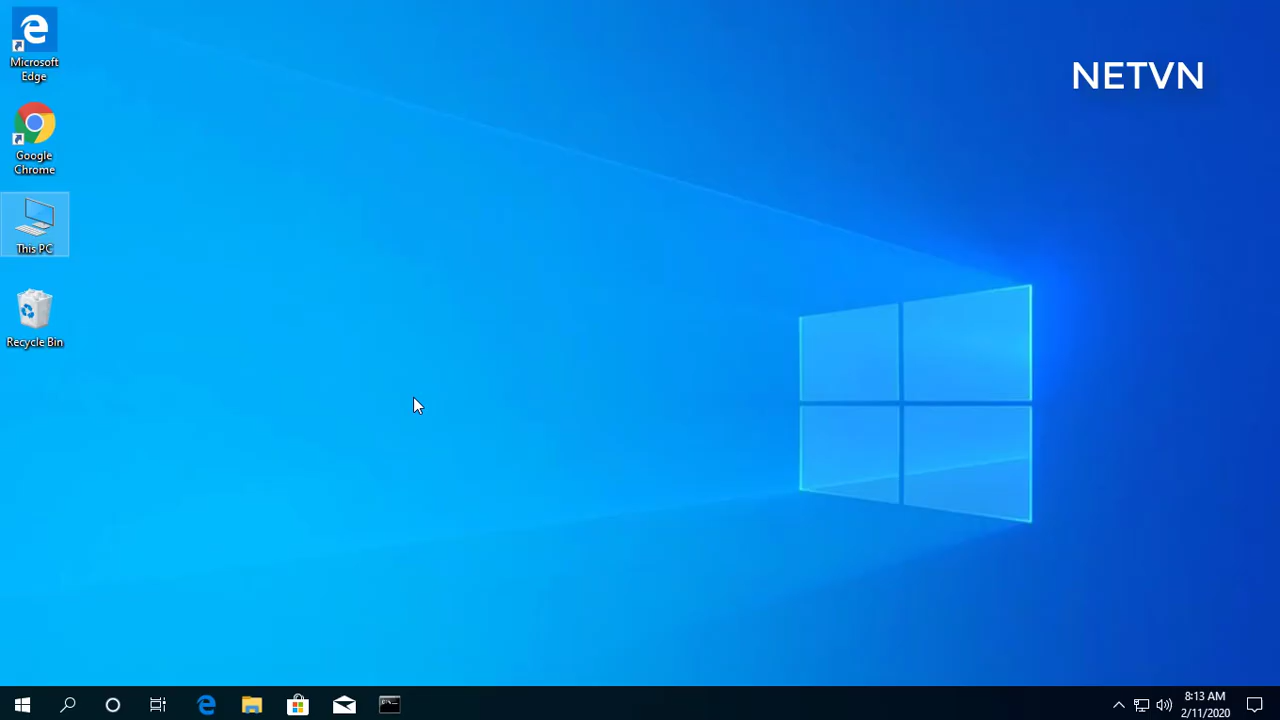 Microsoft
Edge
NETVN
Google
Chrome
This PC
Recycle Bin
8:13 AM
2/11/2020